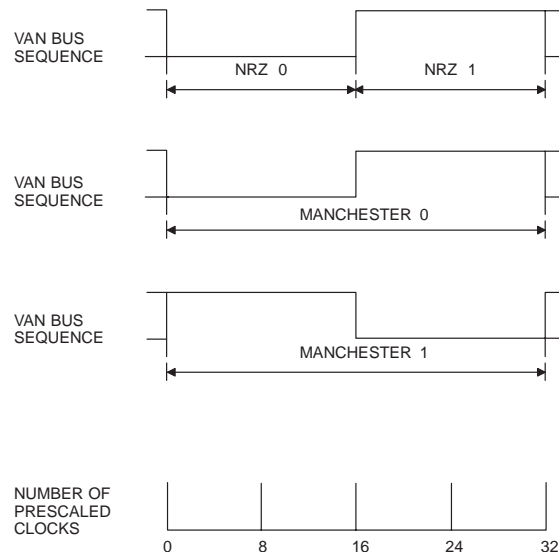 VAN BUS
SEQUENCE
NRZ 0
NRZ 1
VAN BUS
SEQUENCE
MANCHESTER 0
VAN BUS
SEQUENCE
MANCHESTER 1
NUMBER OF
PRESCALED
CLOCKS
0 8 16 24 32